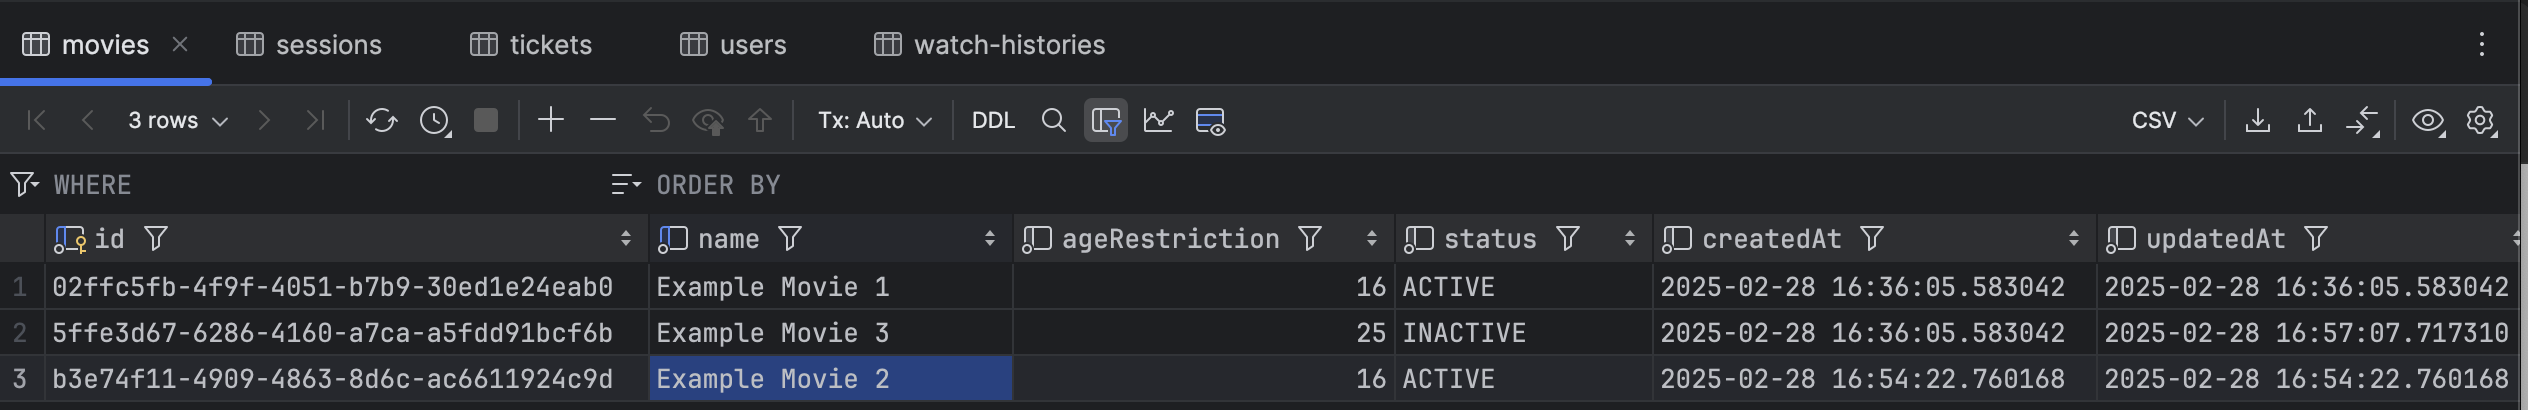 movies sessions tickets users watch-histories
3 rows Tx: Auto DDL CSV
WHERE ORDER BY
id name ageRestriction status createdAt updatedAt
1 02ffc5fb-4f9f-4051-b7b9-30ed1e24eab0 Example Movie 1 16 ACTIVE 2025-02-28 16:36:05.583042 2025-02-28 16:36:05.583042
2 5ffe3d67-6286-4160-a7ca-a5fdd91bcf6b Example Movie 3 25 INACTIVE 2025-02-28 16:36:05.583042 2025-02-28 16:57:07.717310
3 b3e74f11-4909-4863-8d6c-ac6611924c9d Example Movie 2 16 ACTIVE 2025-02-28 16:54:22.760168 2025-02-28 16:54:22.760168